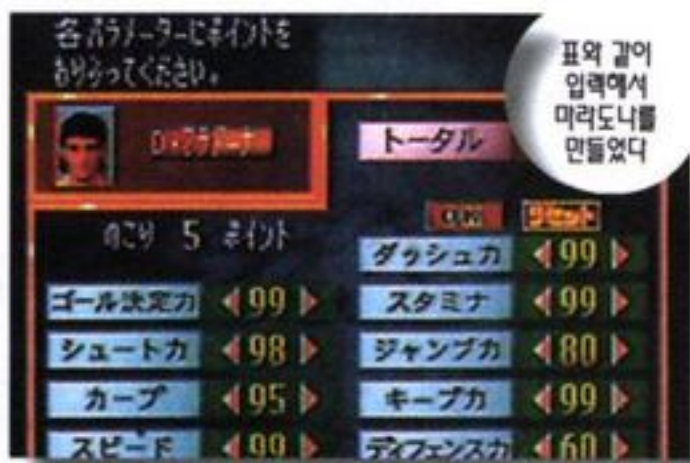 各パラメーターにポイントを
わりふってください。
표와 같이
입력해서
마라도나를
만들었다
トータル
リセット
のこり 5 ポイント
ダッシュ力 99
ゴール決定力 99
スタミナ 99
シュート力 98
ジャンプ力 80
カーブ 95
キープ力 99
スピード 99
ディフェンス力 60